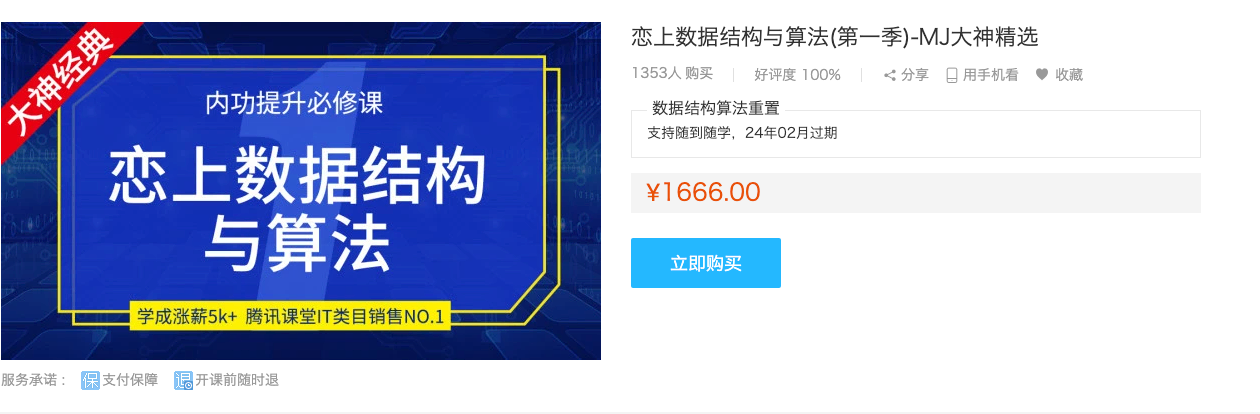 大神经典
内功提升必修课
1
恋上数据结构
与算法
学成涨薪5k+ 腾讯课堂IT类目销售NO.1
服务承诺：
保 支付保障
退 开课前随时退
恋上数据结构与算法(第一季)-MJ大神精选
1353人 购买
好评度 100%
分享
用手机看
收藏
数据结构算法重置
支持随到随学，24年02月过期
¥1666.00
立即购买